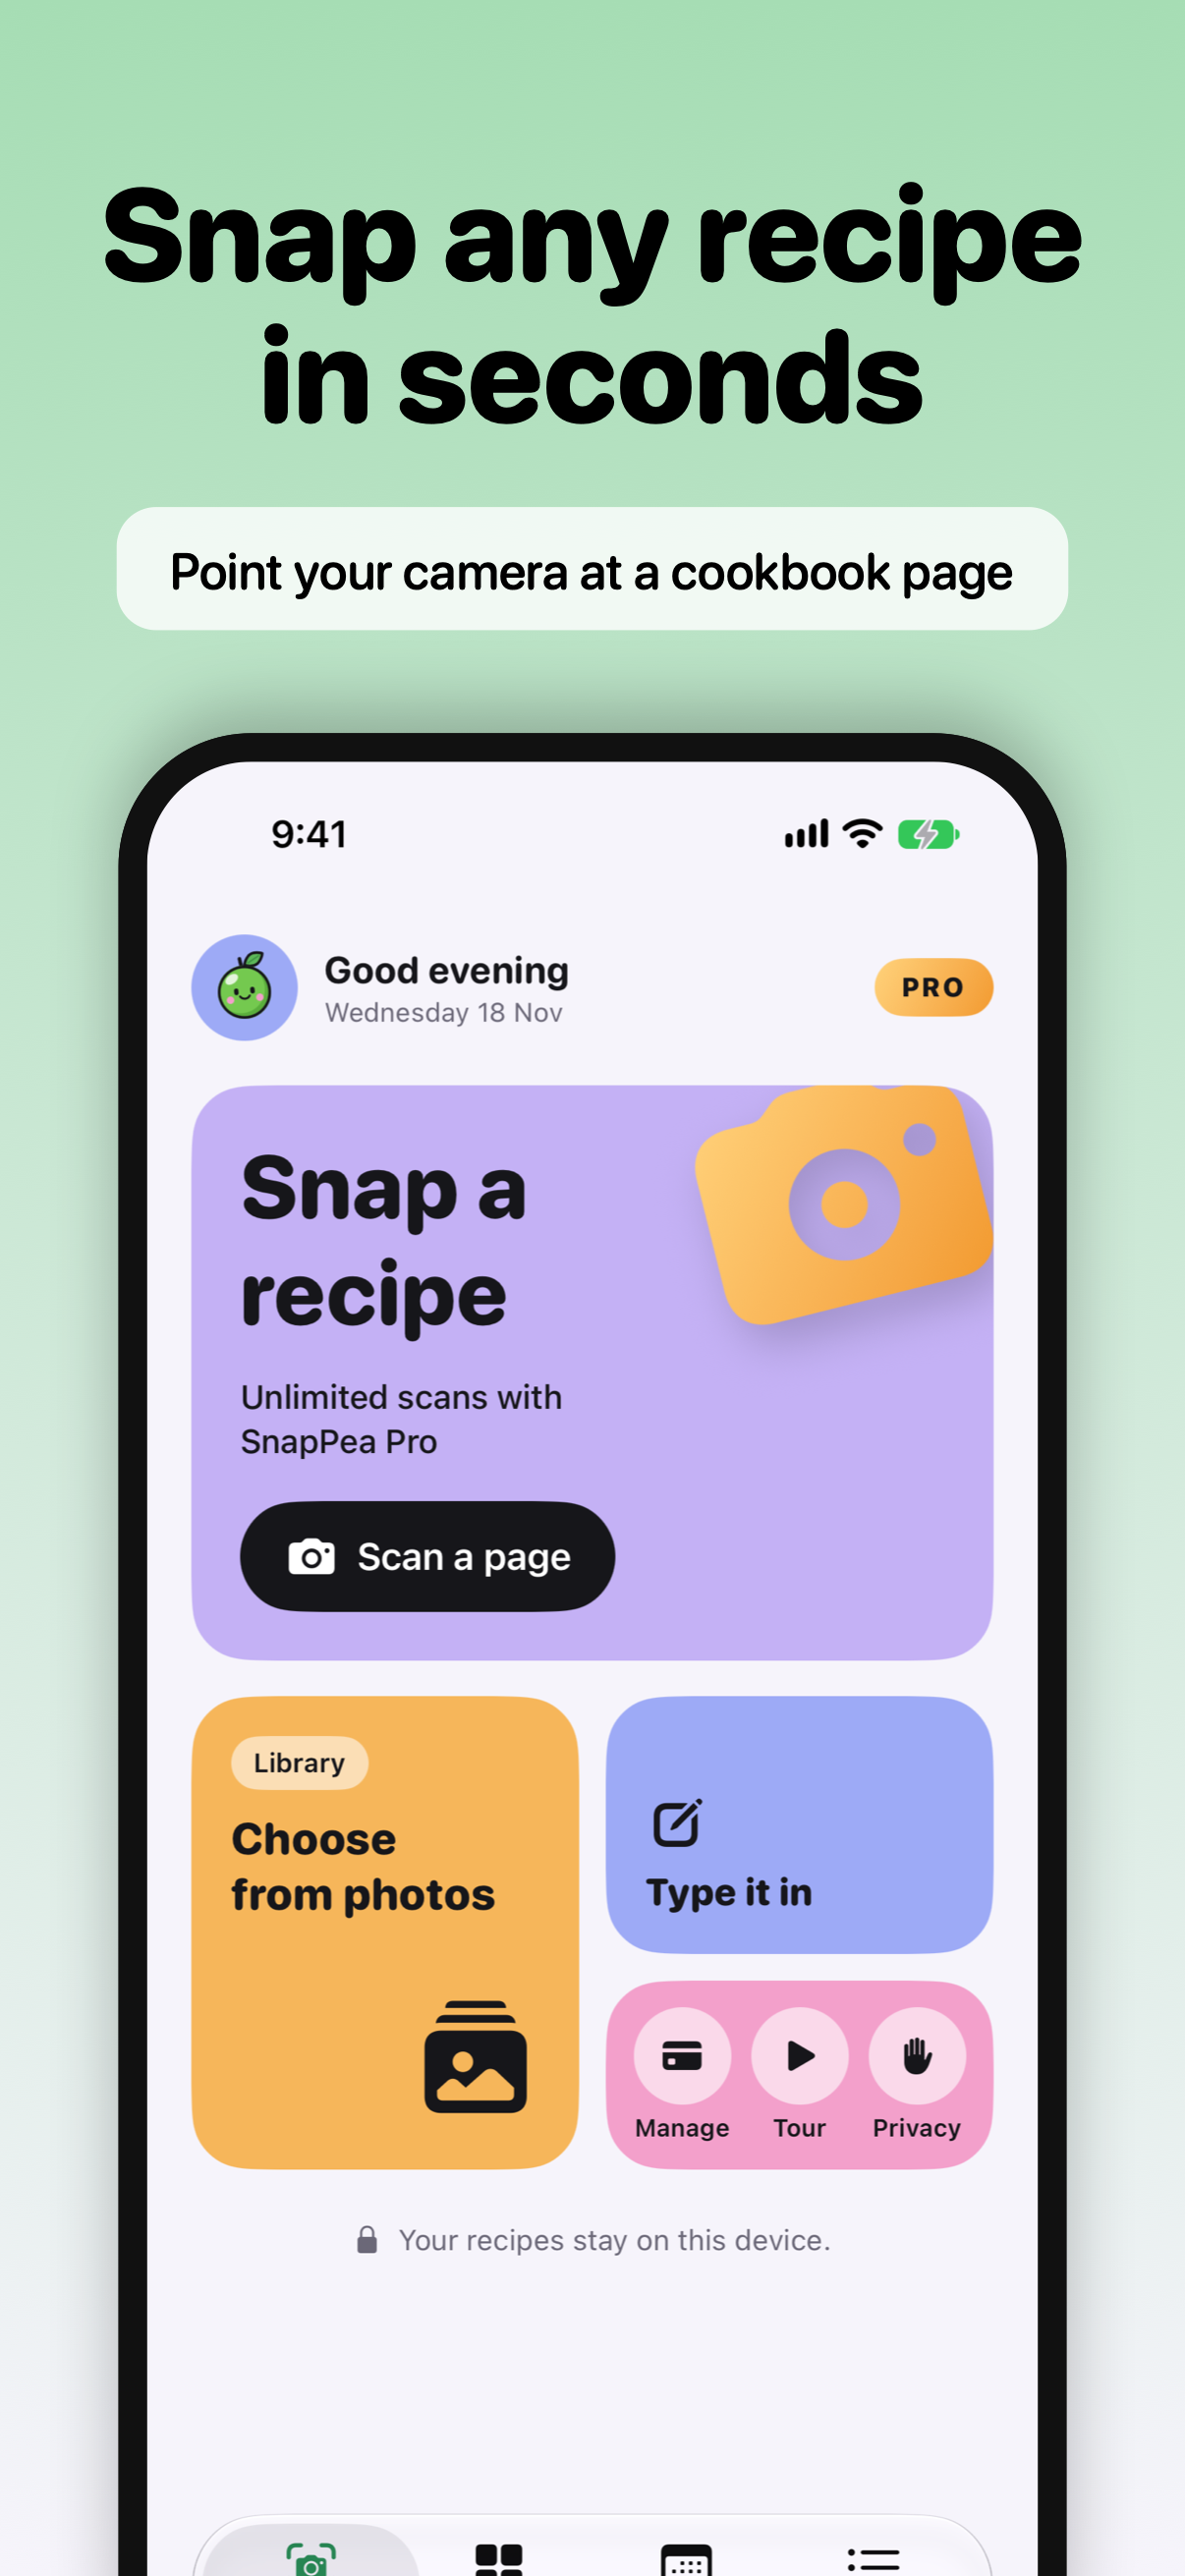 Snap any recipe
in seconds
Point your camera at a cookbook page
9:41
Good evening
Wednesday 18 Nov
PRO
Snap a
recipe
Unlimited scans with
SnapPea Pro
Scan a page
Library
Choose
from photos
Type it in
Manage Tour Privacy
Your recipes stay on this device.